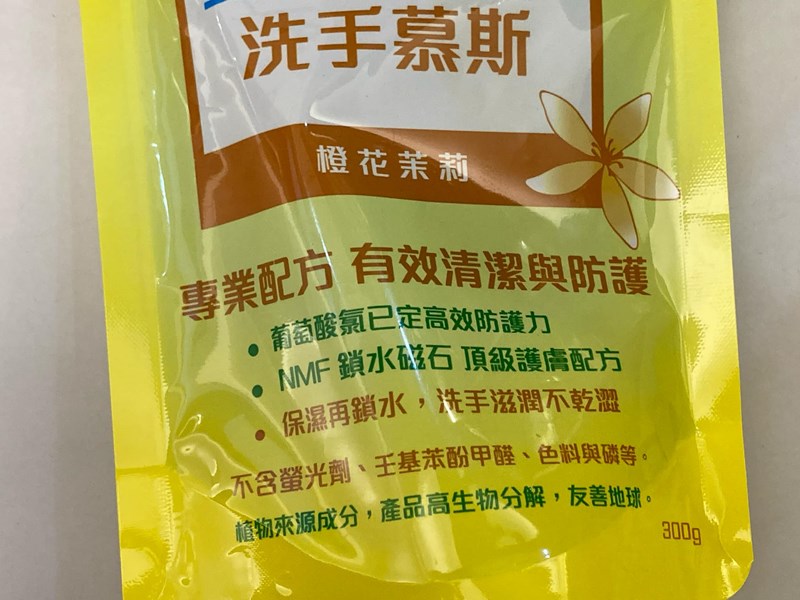 洗手慕斯
橙花茉莉
專業配方 有效清潔與防護
• 葡萄酸氯已定高效防護力
• NMF 鎖水磁石 頂級護膚配方
• 保濕再鎖水，洗手滋潤不乾澀
不含螢光劑、壬基苯酚甲醛、色料與磷等。
植物來源成分，產品高生物分解，友善地球。
300g